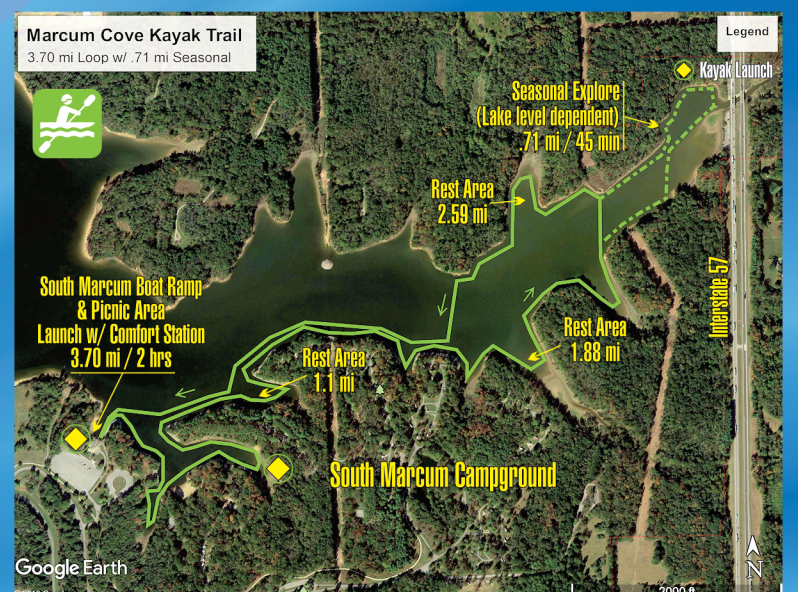 Marcum Cove Kayak Trail
3.70 mi Loop w/ .71 mi Seasonal
Legend
Kayak Launch
Seasonal Explore
(Lake level dependent)
.71 mi / 45 min
Rest Area
2.59 mi
Interstate 57
South Marcum Boat Ramp
& Picnic Area
Launch w/ Comfort Station
3.70 mi / 2 hrs
Rest Area
1.88 mi
Rest Area
1.1 mi
South Marcum Campground
Google Earth
N
2000 ft